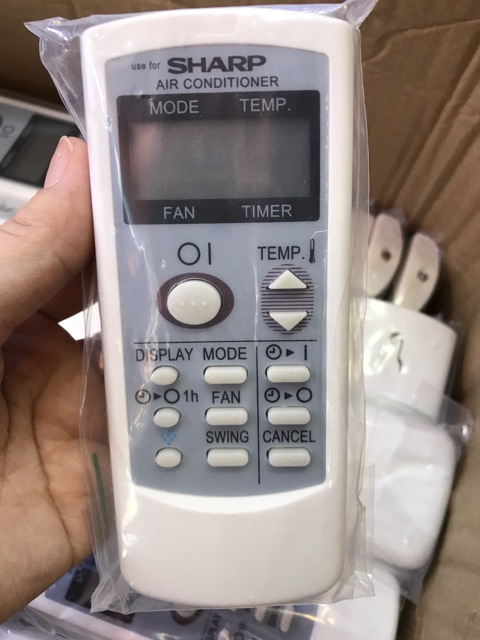 use for SHARP
AIR CONDITIONER
MODE TEMP.
FAN TIMER
TEMP.
DISPLAY MODE
1h FAN
SWING CANCEL